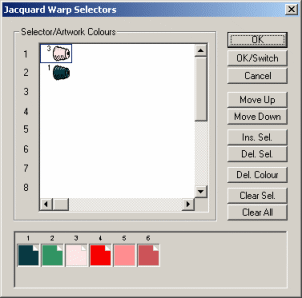 Jacquard Warp Selectors
Selector/Artwork Colours
1 3
2 1
3
4
5
6
7
8
OK
OK/Switch
Cancel
Move Up
Move Down
Ins. Sel.
Del. Sel.
Del. Colour
Clear Sel.
Clear All
1 2 3 4 5 6